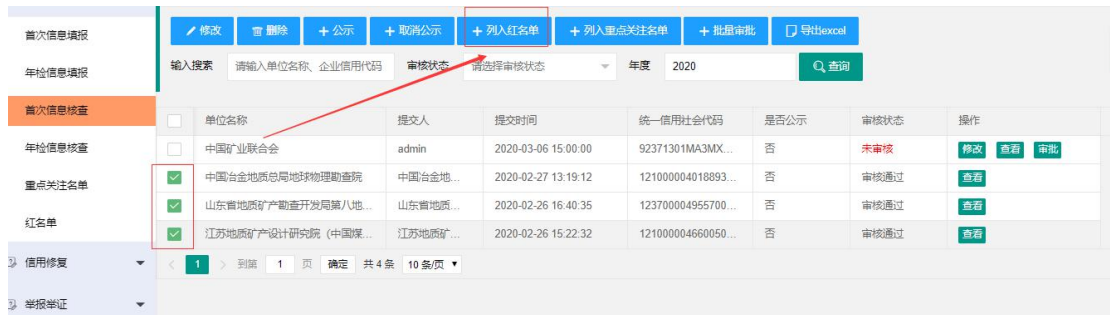 首次信息填报
年检信息填报
首次信息核查
年检信息核查
重点关注名单
红名单
信用修复
举报举证
修改 删除 + 公示 + 取消公示 + 列入红名单 + 列入重点关注名单 + 批量审批 导出excel
输入搜索 请输入单位名称、企业信用代码 审核状态 请选择审核状态 年度 2020 查询
单位名称 提交人 提交时间 统一信用社会代码 是否公示 审核状态 操作
中国矿业联合会 admin 2020-03-06 15:00:00 92371301MA3MX... 否 未审核 修改 查看 审批
中国冶金地质总局地球物理勘查院 中国冶金地... 2020-02-27 13:19:12 121000004018893... 否 审核通过 查看
山东省地质矿产勘查开发局第八地... 山东省地质... 2020-02-26 16:40:35 123700004955700... 否 审核通过 查看
江苏地质矿产设计研究院（中国煤... 江苏地质矿... 2020-02-26 15:22:32 121000004660050... 否 审核通过 查看
< 1 > 到第 1 页 确定 共 4 条 10 条/页